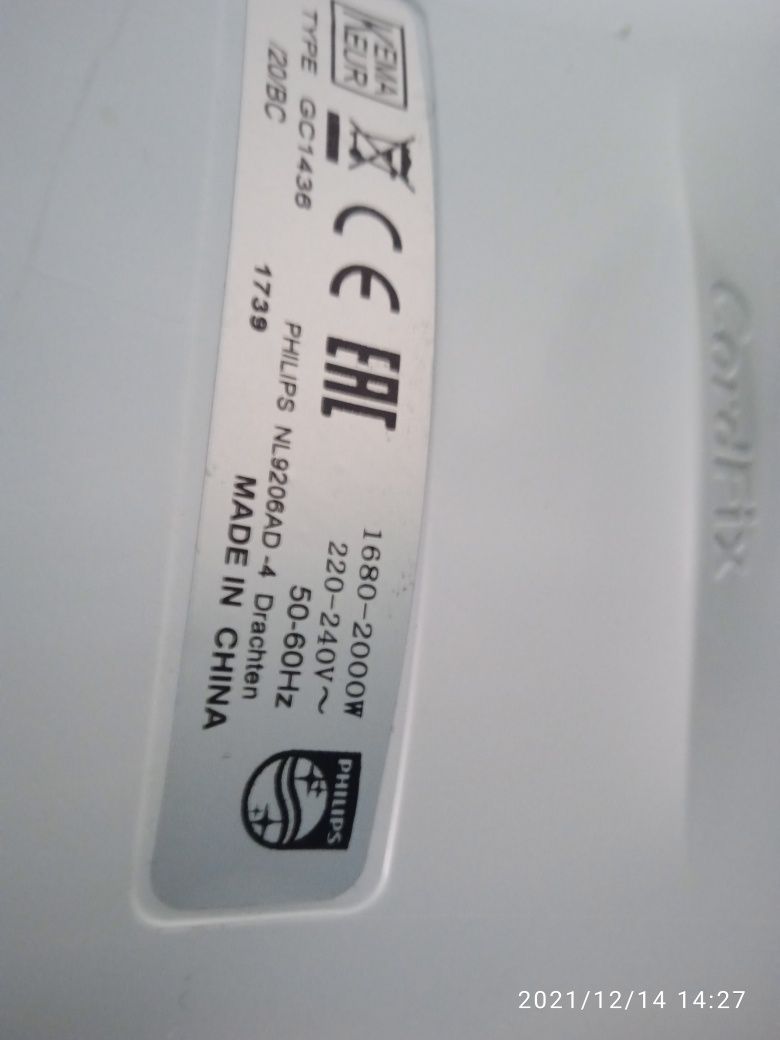 KEMA
KEUR
CE
EAC
TYPE GC1436
/20/BC
1739
1680-2000W
220-240V~
50-60Hz
PHILIPS NL9206AD-4 Drachten
MADE IN CHINA
PHILIPS
CordFix
2021/12/14 14:27